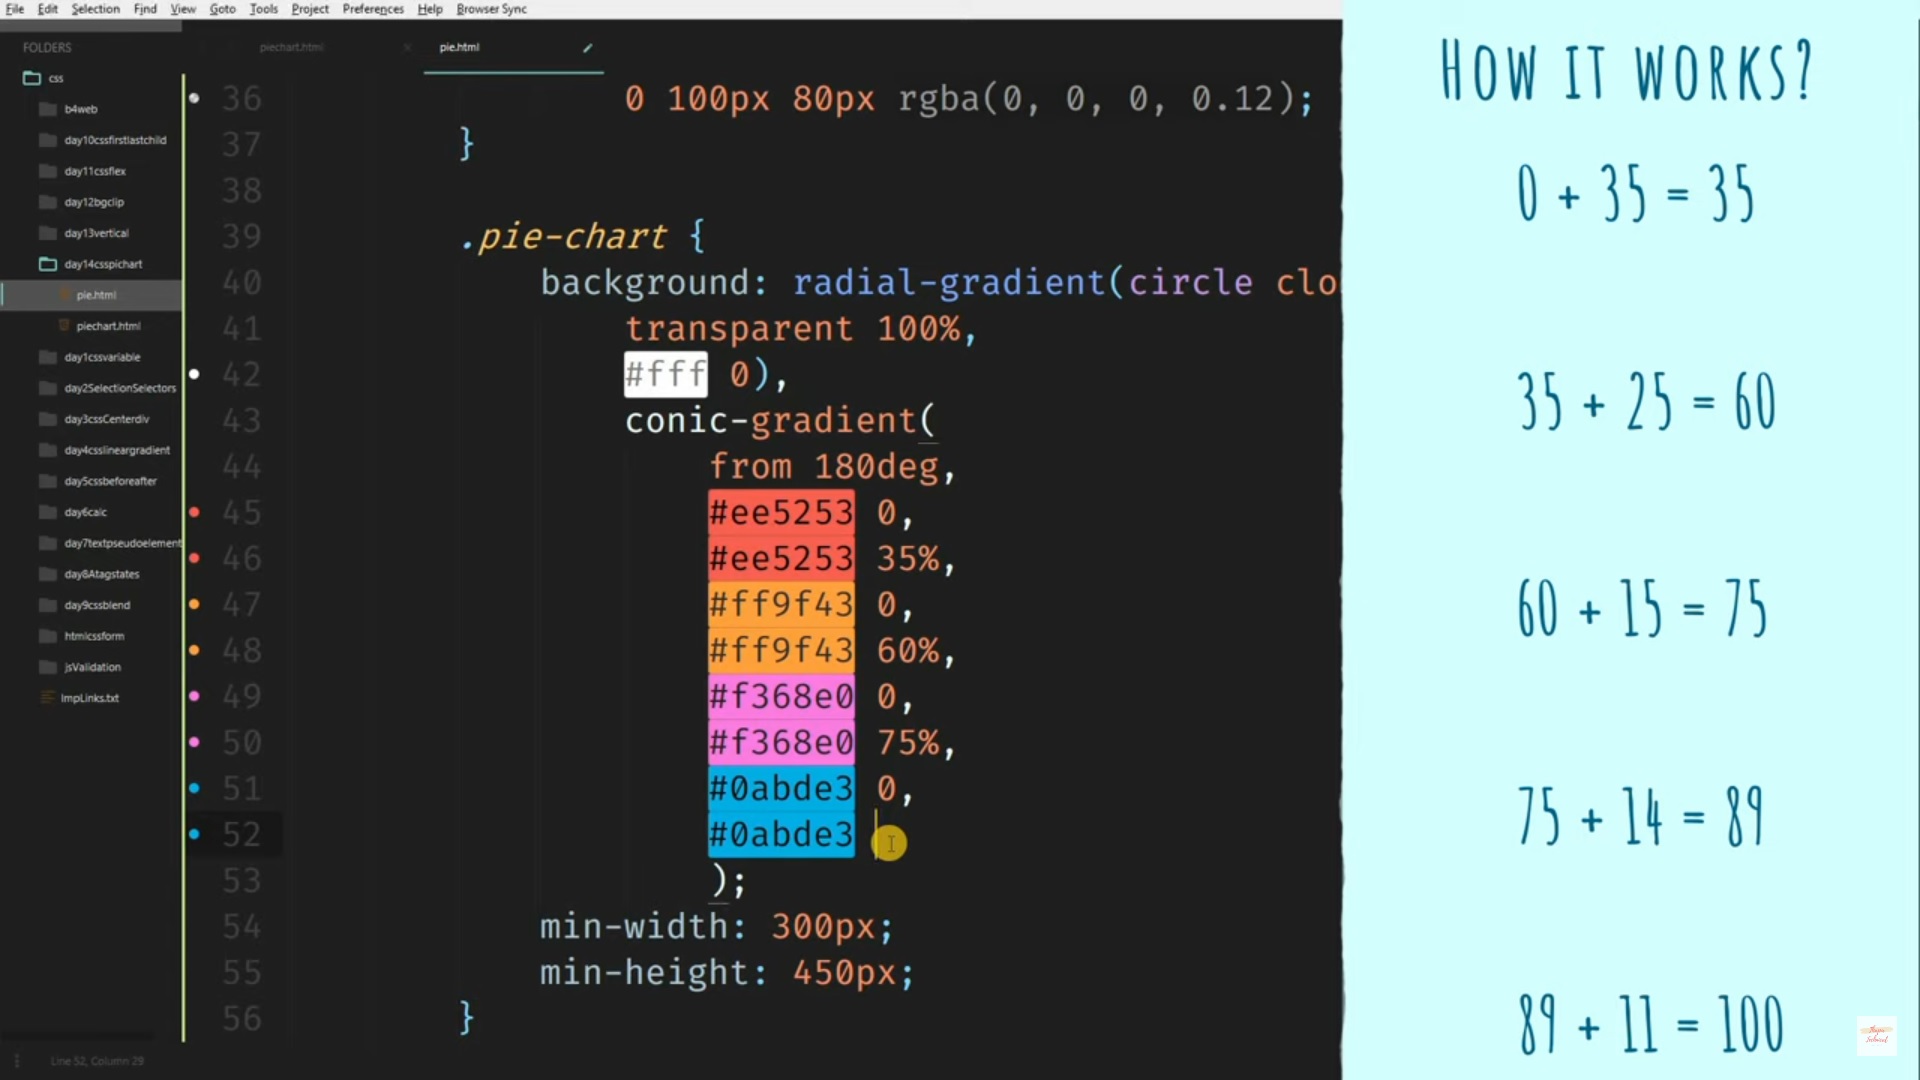 File Edit Selection Find View Goto Tools Project Preferences Help Browser Sync
FOLDERS
css
b4web
day10cssfirstlastchild
day11cssflex
day12bgclip
day13vertical
day14csspichart
pie.html
piechart.html
day1cssvariable
day2SelectionSelectors
day3cssCenterdiv
day4csslineargradient
day5cssbeforeafter
day6calc
day7textpseudoelement
day8Atagstates
day9cssblend
htmlcssform
jsValidation
ImpLinks.txt
Line 52, Column 29
piechart.html × pie.html
36 0 100px 80px rgba(0, 0, 0, 0.12);
37 }
38
39 .pie-chart {
40 background: radial-gradient(circle clo
41 transparent 100%,
42 #fff 0),
43 conic-gradient(
44 from 180deg,
45 #ee5253 0,
46 #ee5253 35%,
47 #ff9f43 0,
48 #ff9f43 60%,
49 #f368e0 0,
50 #f368e0 75%,
51 #0abde3 0,
52 #0abde3
53 );
54 min-width: 300px;
55 min-height: 450px;
56 }
HOW IT WORKS?
0 + 35 = 35
35 + 25 = 60
60 + 15 = 75
75 + 14 = 89
89 + 11 = 100